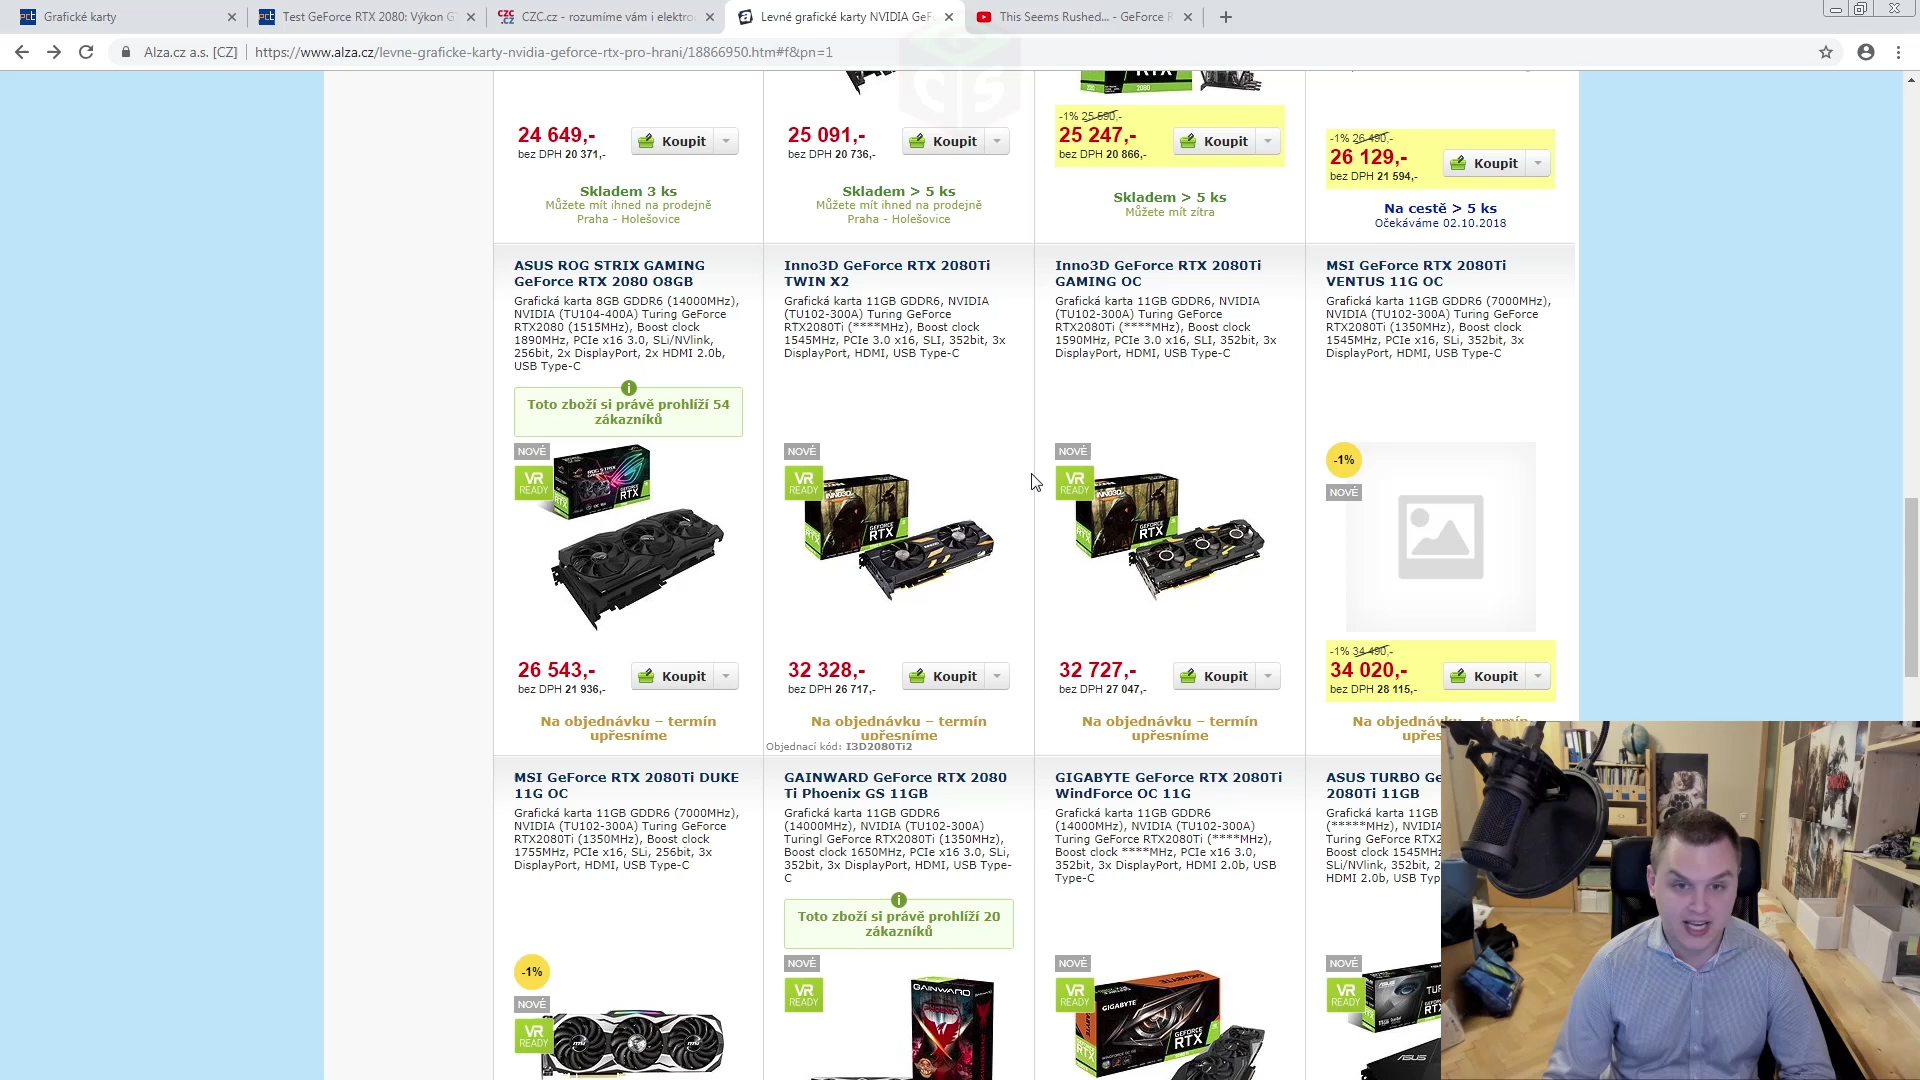 Grafické karty
Test GeForce RTX 2080: Výkon G
CZC.cz - rozumíme vám i elektro
Levné grafické karty NVIDIA GeF
This Seems Rushed... - GeForce R
Alza.cz a.s. [CZ]
https://www.alza.cz/levne-graficke-karty-nvidia-geforce-rtx-pro-hrani/18866950.htm#f&pn=1
24 649,-
bez DPH 20 371,-
Koupit
Skladem 3 ks
Můžete mít ihned na prodejně
Praha - Holešovice
25 091,-
bez DPH 20 736,-
Koupit
Skladem > 5 ks
Můžete mít ihned na prodejně
Praha - Holešovice
-1% 25 590,-
25 247,-
bez DPH 20 866,-
Koupit
Skladem > 5 ks
Můžete mít zítra
-1% 26 490,-
26 129,-
bez DPH 21 594,-
Koupit
Na cestě > 5 ks
Očekáváme 02.10.2018
ASUS ROG STRIX GAMING
GeForce RTX 2080 O8GB
Grafická karta 8GB GDDR6 (14000MHz),
NVIDIA (TU104-400A) Turing GeForce
RTX2080 (1515MHz), Boost clock
1890MHz, PCIe x16 3.0, SLi/NVlink,
256bit, 2x DisplayPort, 2x HDMI 2.0b,
USB Type-C
Toto zboží si právě prohlíží 54
zákazníků
NOVÉ
VR
READY
26 543,-
bez DPH 21 936,-
Koupit
Na objednávku – termín
upřesníme
Inno3D GeForce RTX 2080Ti
TWIN X2
Grafická karta 11GB GDDR6, NVIDIA
(TU102-300A) Turing GeForce
RTX2080Ti (****MHz), Boost clock
1545MHz, PCIe 3.0 x16, SLI, 352bit, 3x
DisplayPort, HDMI, USB Type-C
NOVÉ
VR
READY
32 328,-
bez DPH 26 717,-
Koupit
Na objednávku – termín
upřesníme
Objednací kód: I3D2080Ti2
Inno3D GeForce RTX 2080Ti
GAMING OC
Grafická karta 11GB GDDR6, NVIDIA
(TU102-300A) Turing GeForce
RTX2080Ti (****MHz), Boost clock
1590MHz, PCIe 3.0 x16, SLI, 352bit, 3x
DisplayPort, HDMI, USB Type-C
NOVÉ
VR
READY
32 727,-
bez DPH 27 047,-
Koupit
Na objednávku – termín
upřesníme
MSI GeForce RTX 2080Ti
VENTUS 11G OC
Grafická karta 11GB GDDR6 (7000MHz),
NVIDIA (TU102-300A) Turing GeForce
RTX2080Ti (1350MHz), Boost clock
1545MHz, PCIe x16, SLi, 352bit, 3x
DisplayPort, HDMI, USB Type-C
-1%
NOVÉ
-1% 34 490,-
34 020,-
bez DPH 28 115,-
Koupit
Na objednávku – termín
MSI GeForce RTX 2080Ti DUKE
11G OC
Grafická karta 11GB GDDR6 (7000MHz),
NVIDIA (TU102-300A) Turing GeForce
RTX2080Ti (1350MHz), Boost clock
1755MHz, PCIe x16, SLi, 256bit, 3x
DisplayPort, HDMI, USB Type-C
-1%
NOVÉ
VR
READY
GAINWARD GeForce RTX 2080
Ti Phoenix GS 11GB
Grafická karta 11GB GDDR6
(14000MHz), NVIDIA (TU102-300A)
Turingl GeForce RTX2080Ti (1350MHz),
Boost clock 1650MHz, PCIe x16 3.0, SLi,
352bit, 3x DisplayPort, HDMI, USB Type-
C
Toto zboží si právě prohlíží 20
zákazníků
NOVÉ
VR
READY
GAINWARD
GIGABYTE GeForce RTX 2080Ti
WindForce OC 11G
Grafická karta 11GB GDDR6
(14000MHz), NVIDIA (TU102-300A)
Turing GeForce RTX2080Ti (****MHz),
Boost clock ****MHz, PCIe x16 3.0,
352bit, 3x DisplayPort, HDMI 2.0b, USB
Type-C
NOVÉ
VR
READY
GIGABYTE
GEFORCE
RTX
ASUS TURBO Ge
2080Ti 11GB
Grafická karta 11GB
(*****MHz), NVIDIA
Turing GeForce RTX2
Boost clock 1545MHz
SLi/NVlink, 352bit, 2
HDMI 2.0b, USB Typ
NOVÉ
VR
READY
ASUS